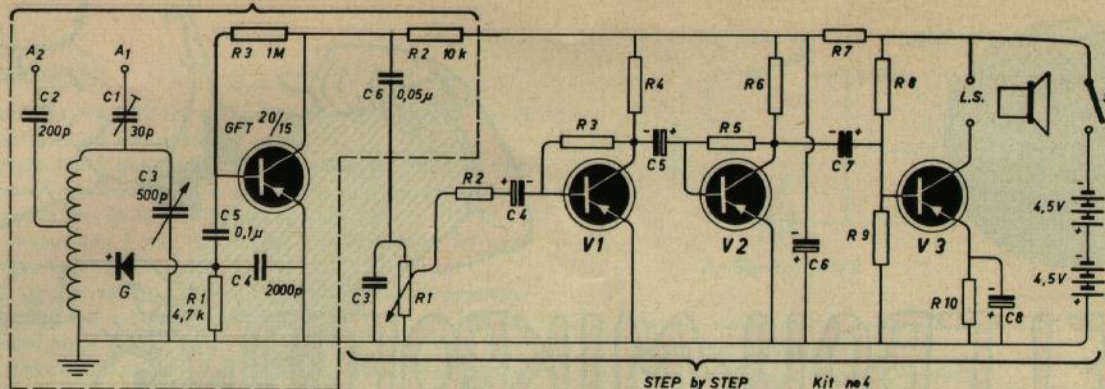 R3 1M
R2 10k
R7
A2
A1
C2
200p
C1
30p
C6
0,05µ
R4
R6
R8
L.S.
GFT 20/15
C3
500p
R3
C5
R5
C7
4,5V
R2
C4
C5
0,1µ
V1
V2
C6
R9
V3
G
C4
2000p
R1
4,7k
C3
R1
R10
C8
4,5V
STEP by STEP Kit no 4